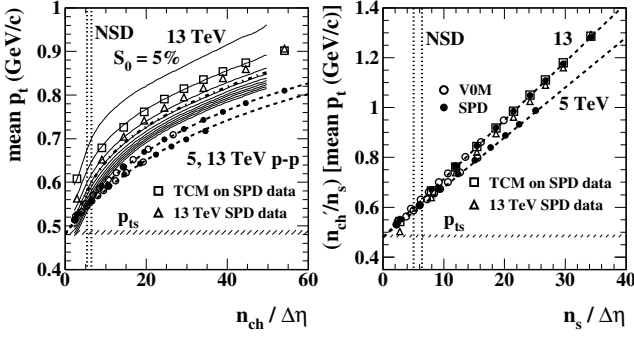 mean p_t (GeV/c)
1
0.9
0.8
0.7
0.6
0.5
0.4
NSD
13 TeV
S_0 = 5%
5, 13 TeV p-p
TCM on SPD data
13 TeV SPD data
p_ts
0 20 40 60
n_ch / Δη
(n_ch′/n_s) [mean p_t (GeV/c)]
1.4
1.2
1
0.8
0.6
0.4
NSD
13
V0M
SPD
5 TeV
TCM on SPD data
13 TeV SPD data
p_ts
0 10 20 30 40
n_s / Δη